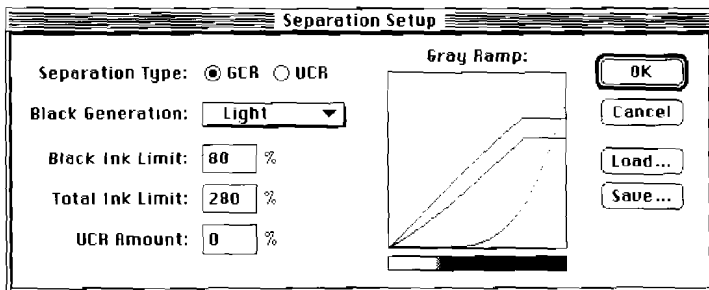 Separation Setup
Separation Type: GCR UCR
Black Generation: Light
Black Ink Limit: 80 %
Total Ink Limit: 280 %
UCR Amount: 0 %
Gray Ramp:
OK
Cancel
Load...
Save...